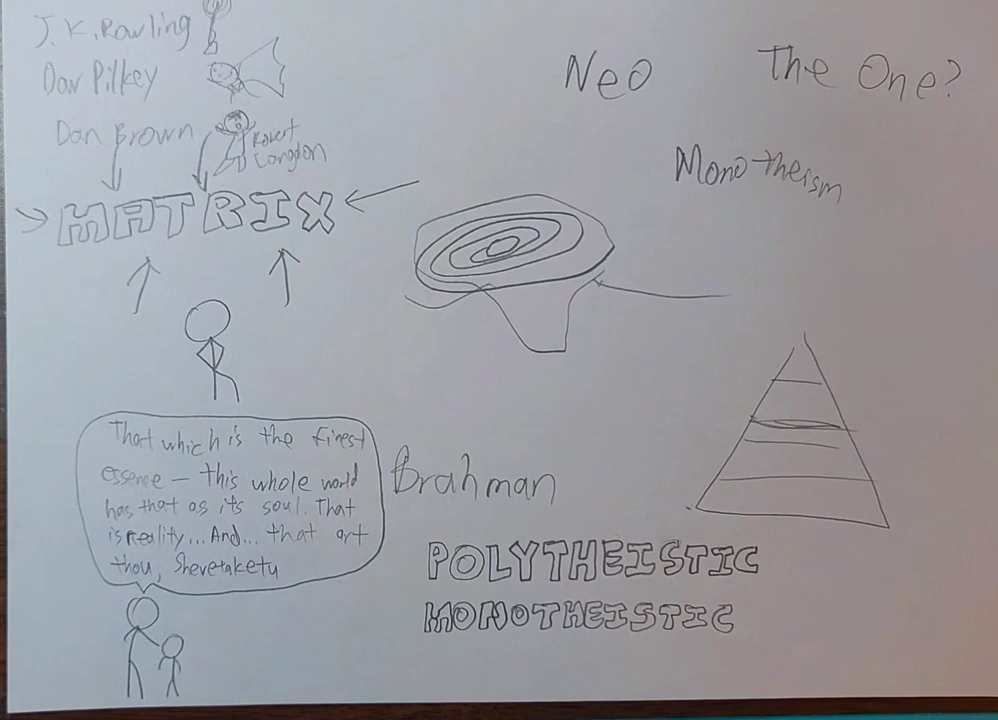 J.K.Rowling
Dav Pilkey
Dan Brown
Robert
Langdon
MATRIX
Neo
The One?
Monotheism
That which is the finest
essence — this whole world
has that as its soul. That
is reality... And... that art
thou, Shevetaketu
Brahman
POLYTHEISTIC
MONOTHEISTIC